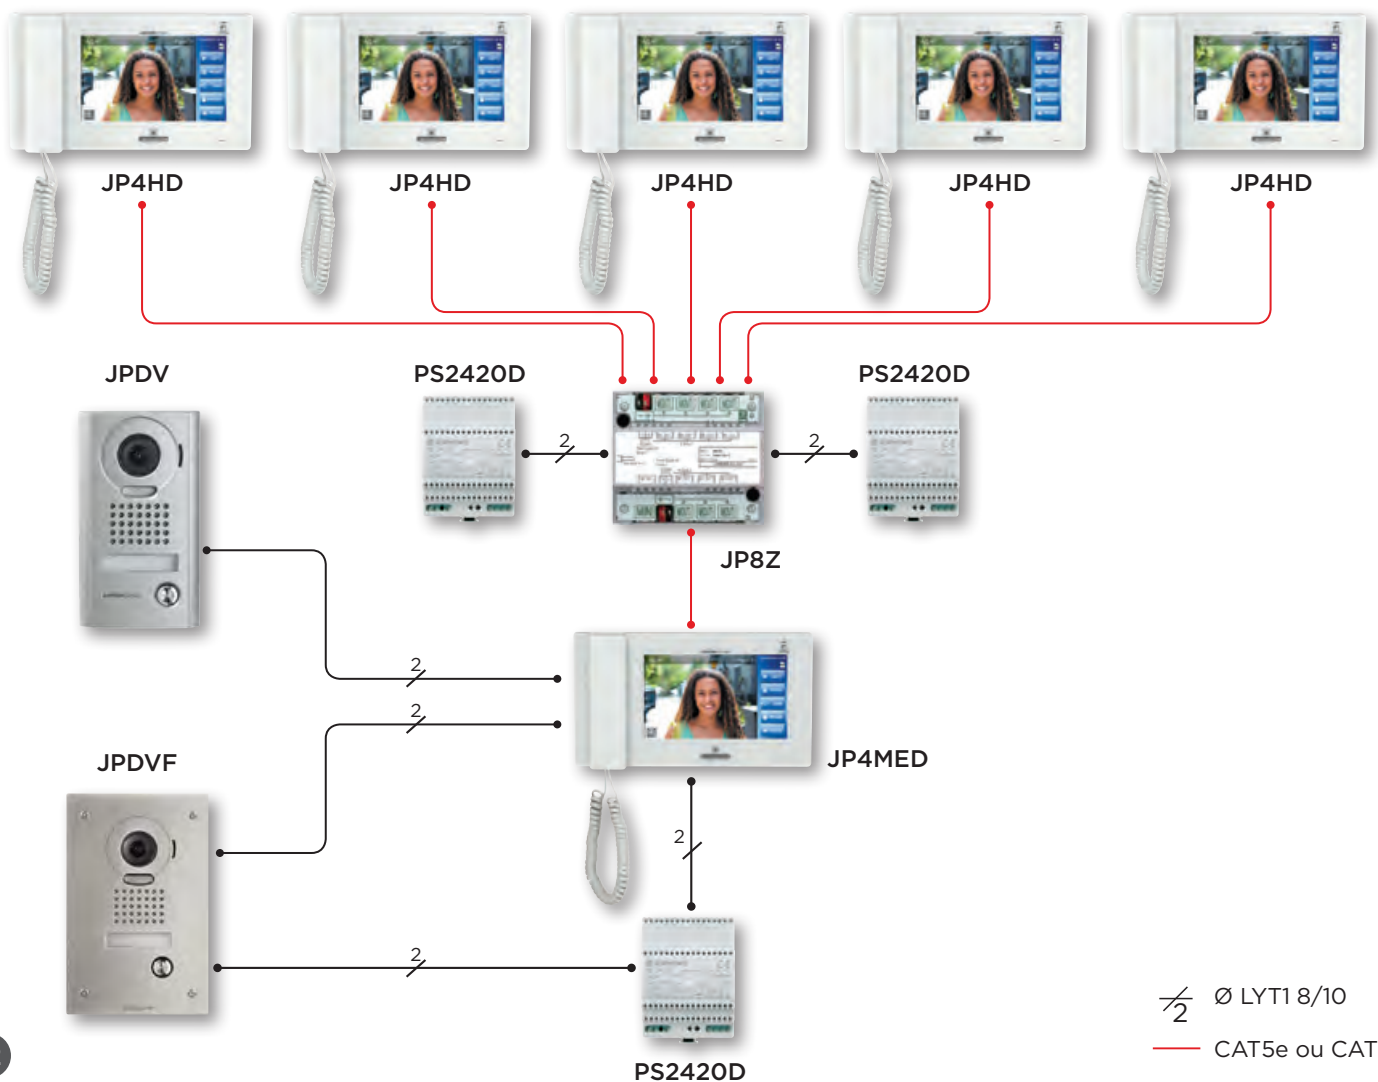 JP4HD JP4HD JP4HD JP4HD JP4HD
JPDV PS2420D PS2420D
2 2
JP8Z
2
2
JPDVF JP4MED
2
2
PS2420D
2 Ø LYT1 8/10
CAT5e ou CAT